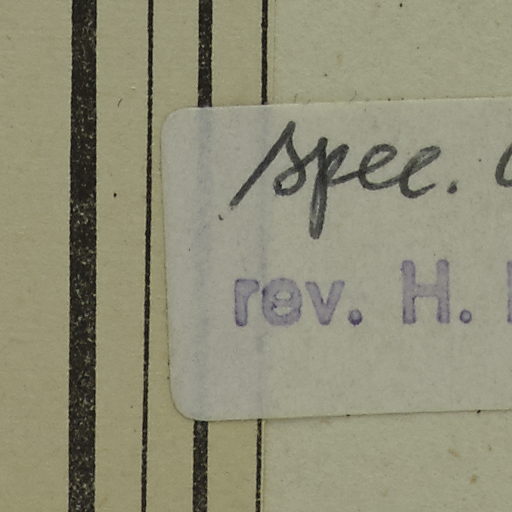 spec.
rev. H.